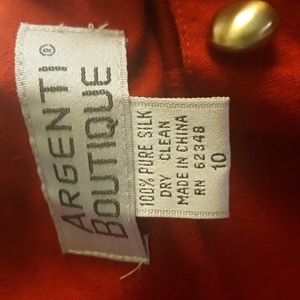 ARGENTI®
BOUTIQUE
100% PURE SILK
DRY CLEAN
MADE IN CHINA
RN 62348
10